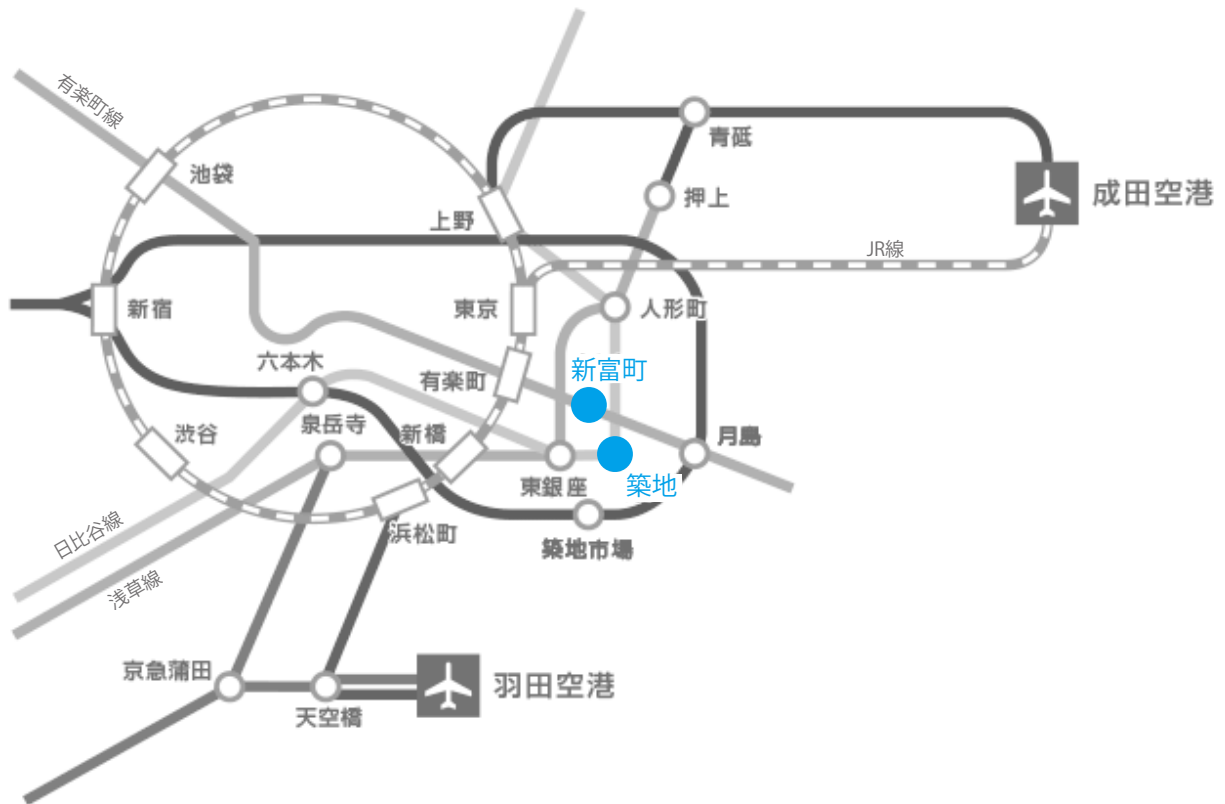 有楽町線
池袋
青砥
押上
成田空港
上野
JR線
新宿
東京
人形町
六本木
新富町
有楽町
泉岳寺
渋谷
新橋
月島
東銀座
築地
日比谷線
浜松町
築地市場
浅草線
京急蒲田
羽田空港
天空橋